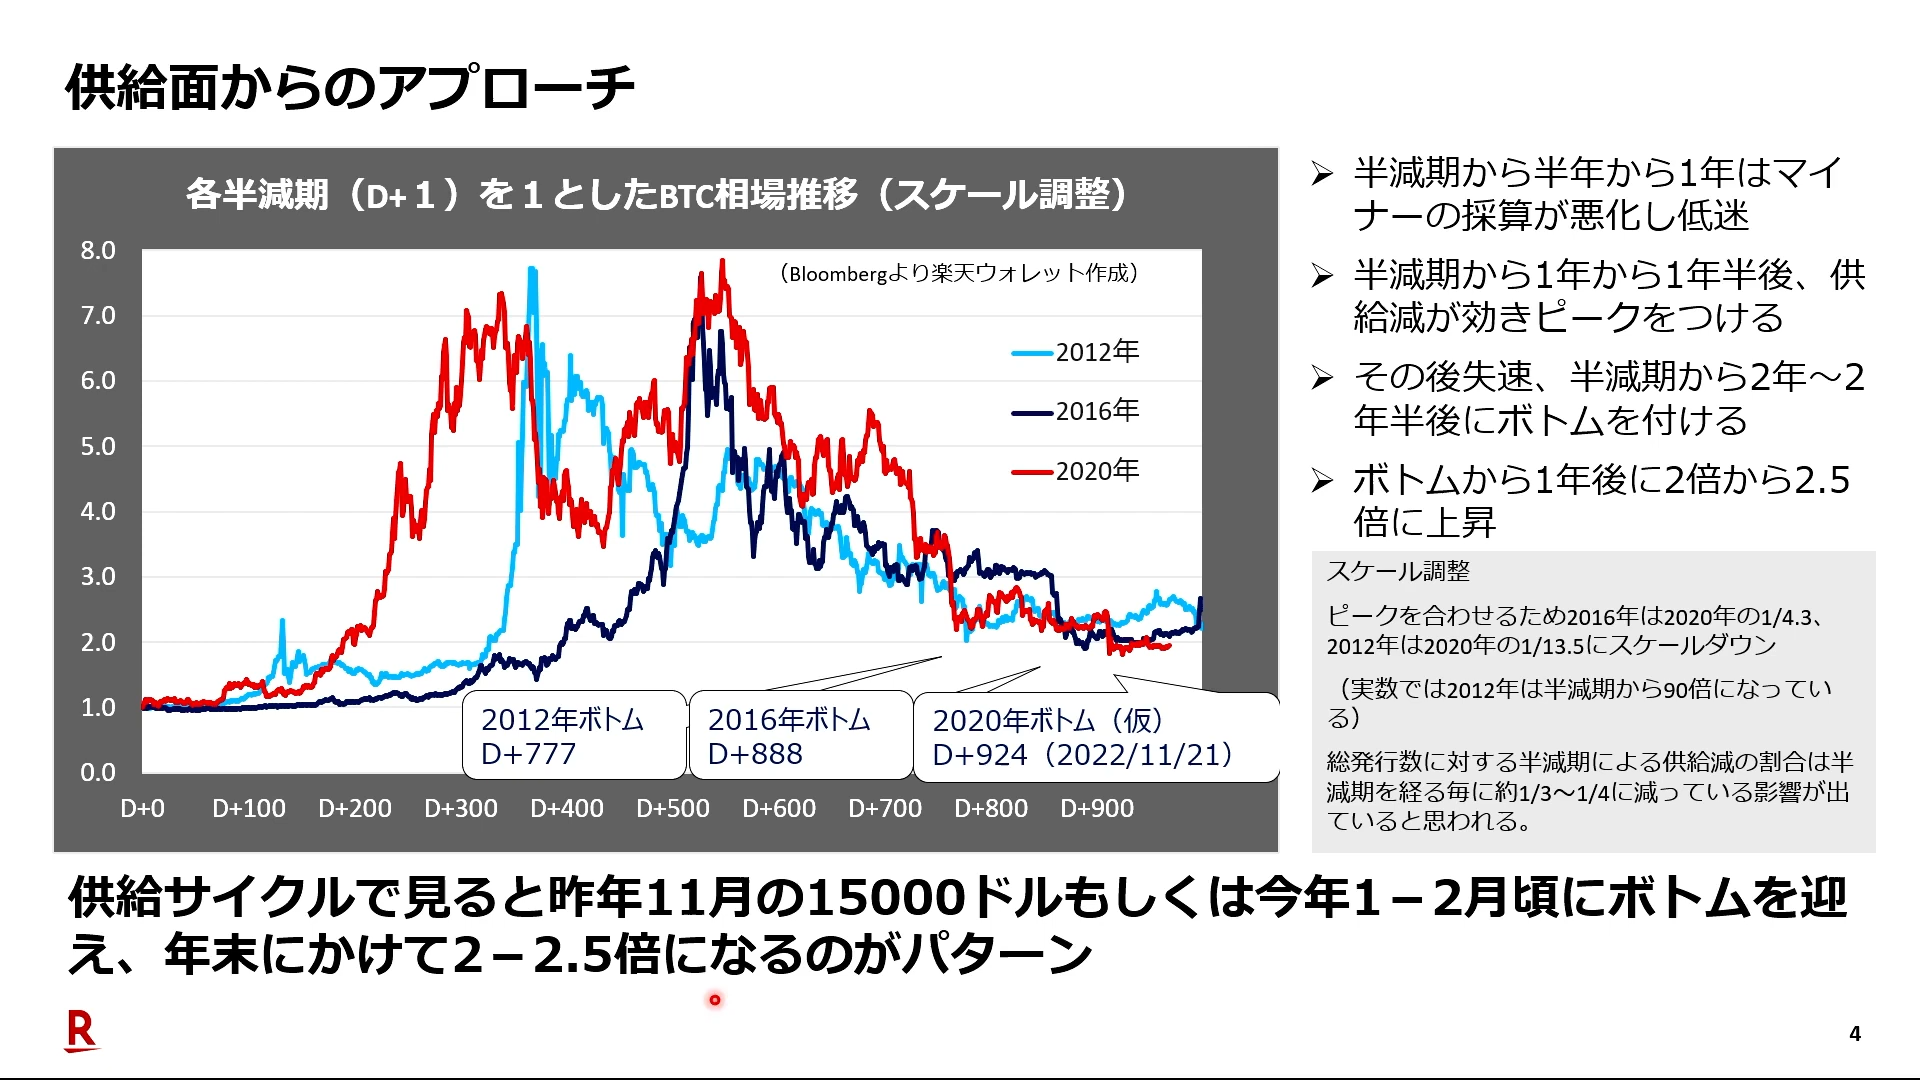 供給面からのアプローチ
各半減期（D+１）を１としたBTC相場推移（スケール調整）
8.0
7.0
6.0
5.0
4.0
3.0
2.0
1.0
0.0
（Bloombergより楽天ウォレット作成）
2012年
2016年
2020年
2012年ボトム
D+777
2016年ボトム
D+888
2020年ボトム（仮）
D+924（2022/11/21）
D+0 D+100 D+200 D+300 D+400 D+500 D+600 D+700 D+800 D+900
➢ 半減期から半年から1年はマイ
ナーの採算が悪化し低迷
➢ 半減期から1年から1年半後、供
給減が効きピークをつける
➢ その後失速、半減期から2年～2
年半後にボトムを付ける
➢ ボトムから1年後に2倍から2.5
倍に上昇
スケール調整
ピークを合わせるため2016年は2020年の1/4.3、
2012年は2020年の1/13.5にスケールダウン
（実数では2012年は半減期から90倍になってい
る）
総発行数に対する半減期による供給減の割合は半
減期を経る毎に約1/3～1/4に減っている影響が出
ていると思われる。
供給サイクルで見ると昨年11月の15000ドルもしくは今年1－2月頃にボトムを迎
え、年末にかけて2－2.5倍になるのがパターン
R
4